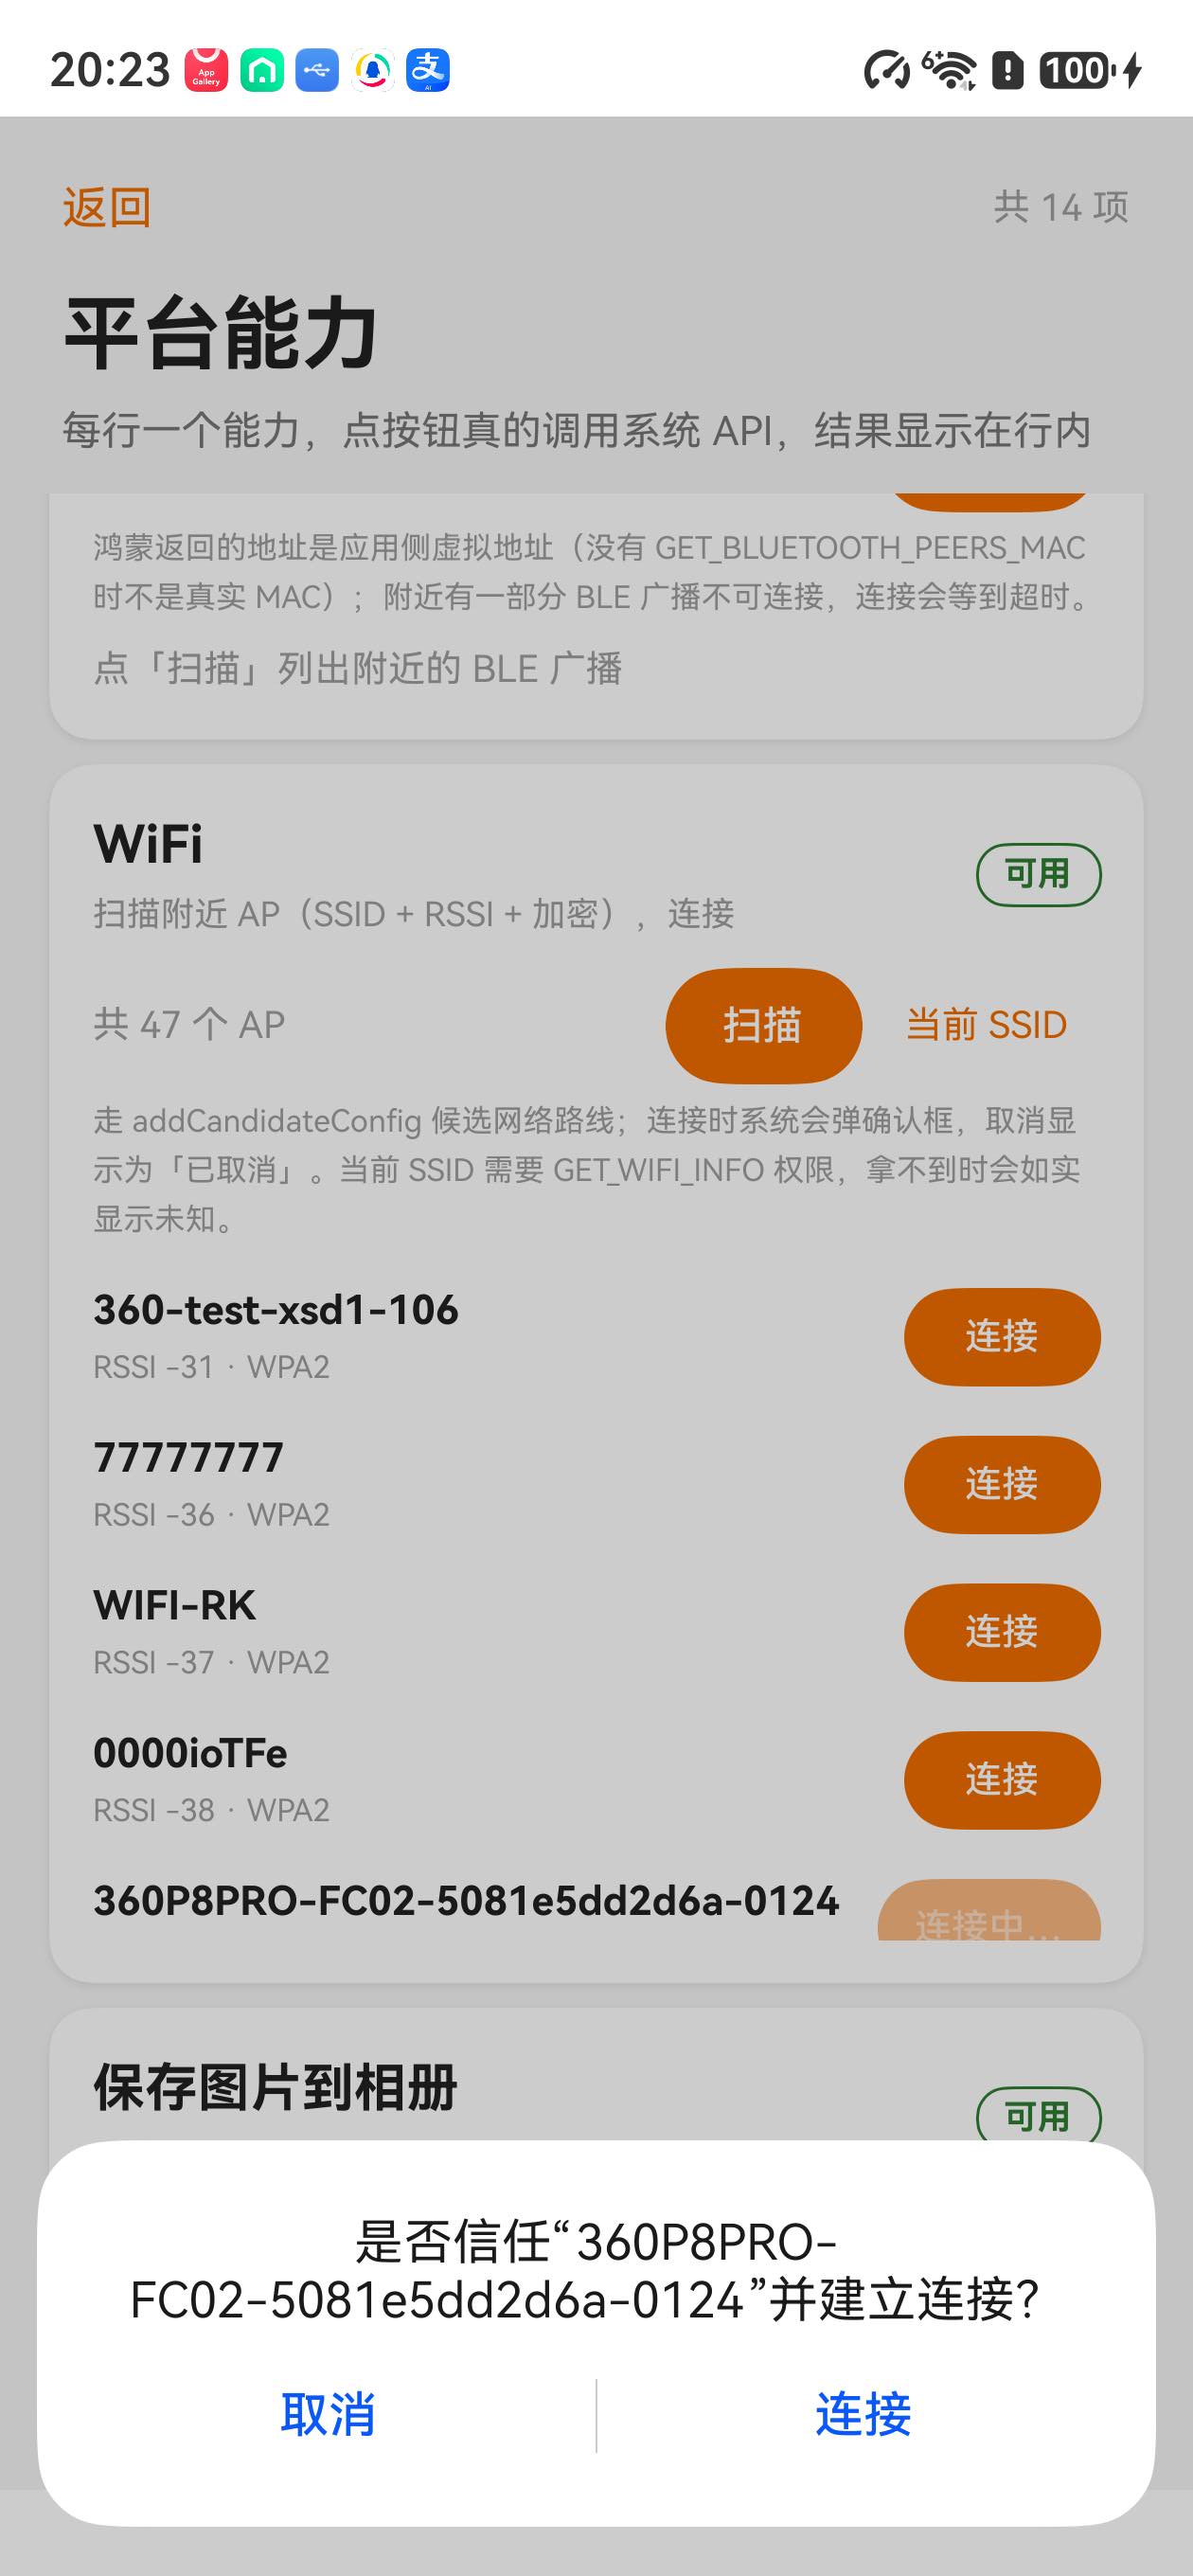 20:23
App
Gallery
支
AI
6+
100
返回
共 14 项
平台能力
每行一个能力，点按钮真的调用系统 API，结果显示在行内
鸿蒙返回的地址是应用侧虚拟地址（没有 GET_BLUETOOTH_PEERS_MAC
时不是真实 MAC）；附近有一部分 BLE 广播不可连接，连接会等到超时。
点「扫描」列出附近的 BLE 广播
WiFi
可用
扫描附近 AP（SSID + RSSI + 加密），连接
共 47 个 AP
扫描
当前 SSID
走 addCandidateConfig 候选网络路线；连接时系统会弹确认框，取消显
示为「已取消」。当前 SSID 需要 GET_WIFI_INFO 权限，拿不到时会如实
显示未知。
360-test-xsd1-106
连接
RSSI -31 · WPA2
77777777
连接
RSSI -36 · WPA2
WIFI-RK
连接
RSSI -37 · WPA2
0000ioTFe
连接
RSSI -38 · WPA2
360P8PRO-FC02-5081e5dd2d6a-0124
连接中...
保存图片到相册
可用
是否信任“360P8PRO-
FC02-5081e5dd2d6a-0124”并建立连接？
取消
连接